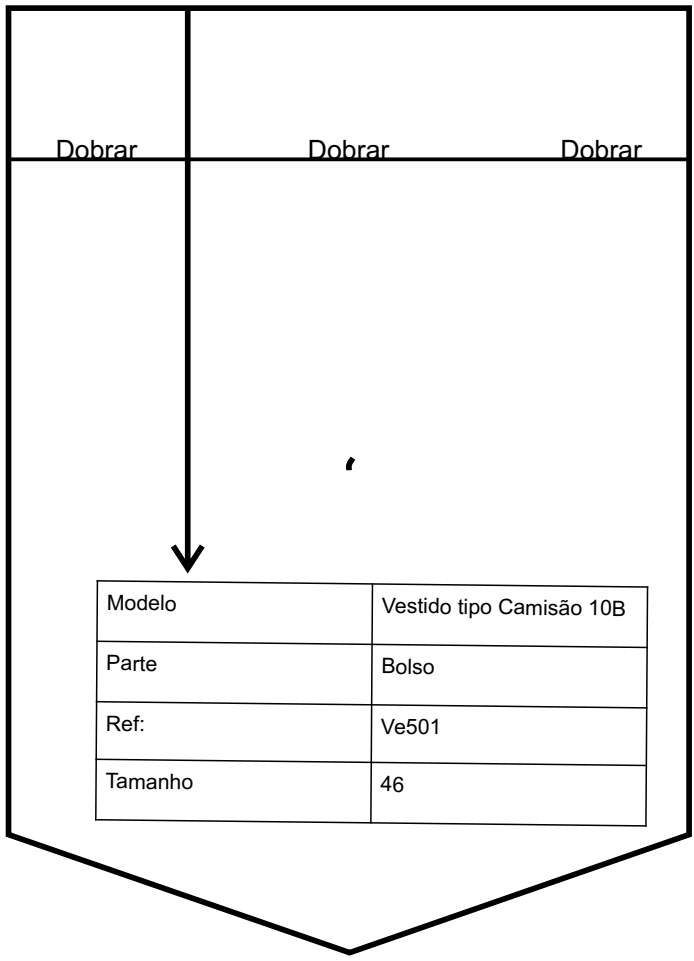 Dobrar Dobrar Dobrar
Modelo Vestido tipo Camisão 10B
Parte Bolso
Ref: Ve501
Tamanho 46